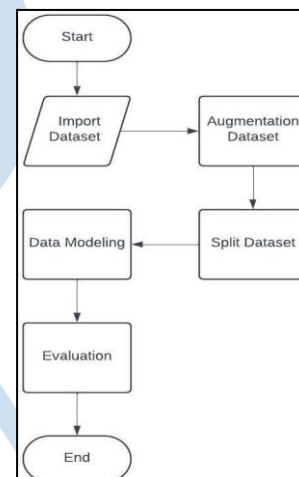 Start
Import
Dataset
Augmentation
Dataset
Split Dataset
Data Modeling
Evaluation
End